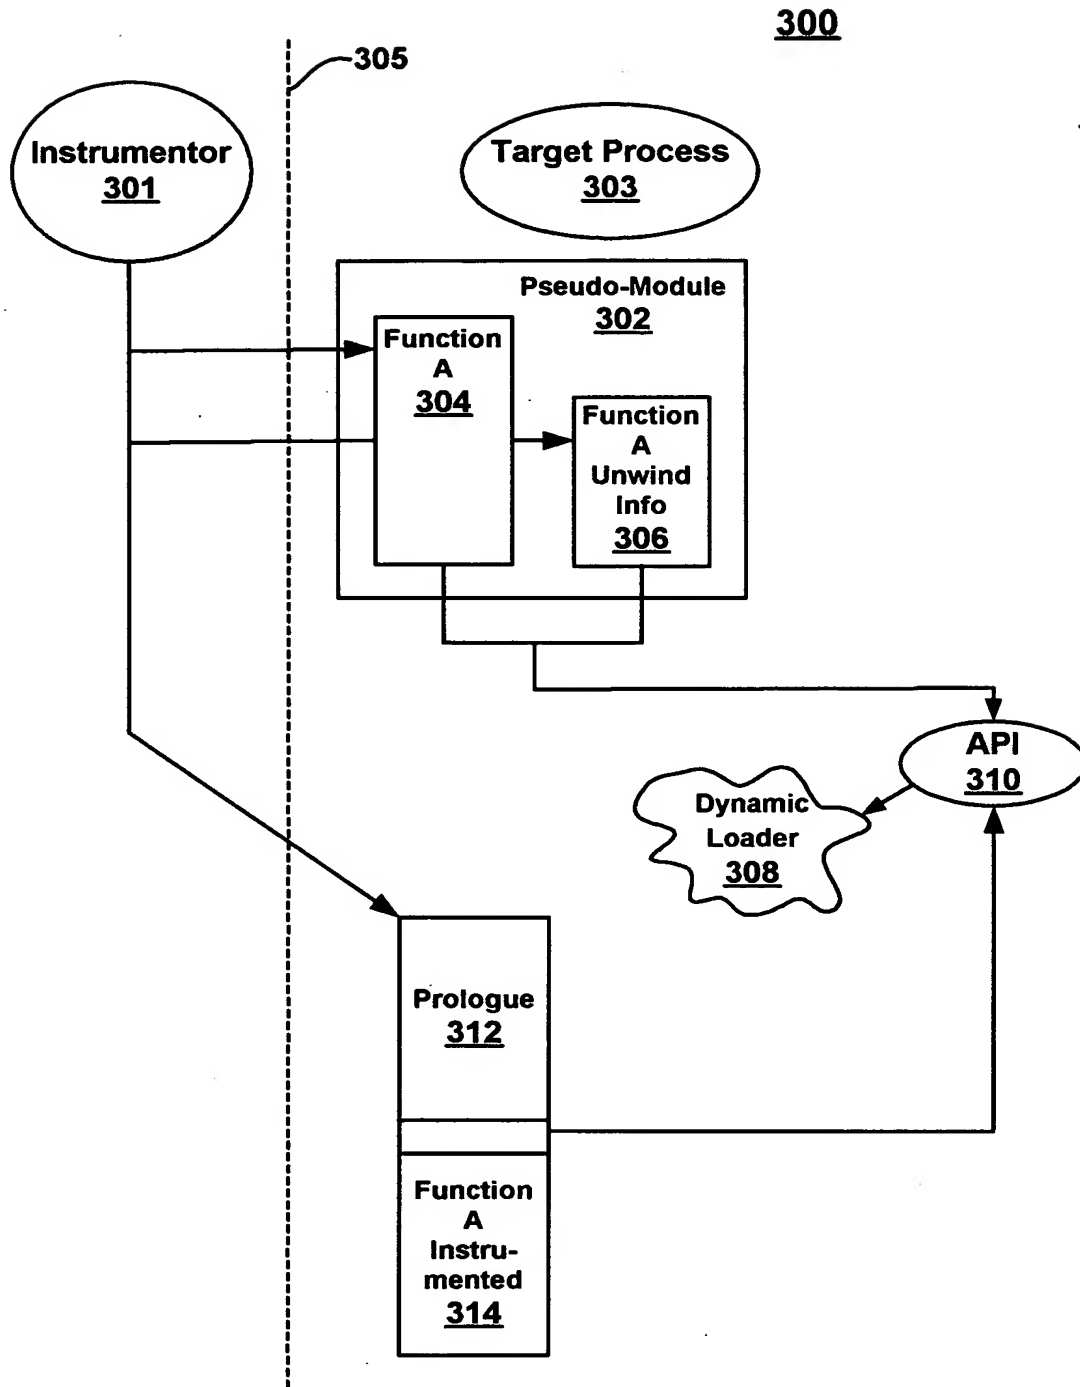 300
305
Instrumentor
301
Target Process
303
Pseudo-Module
302
Function
A
304
Function
A
Unwind
Info
306
API
310
Dynamic
Loader
308
Prologue
312
Function
A
Instru-
mented
314